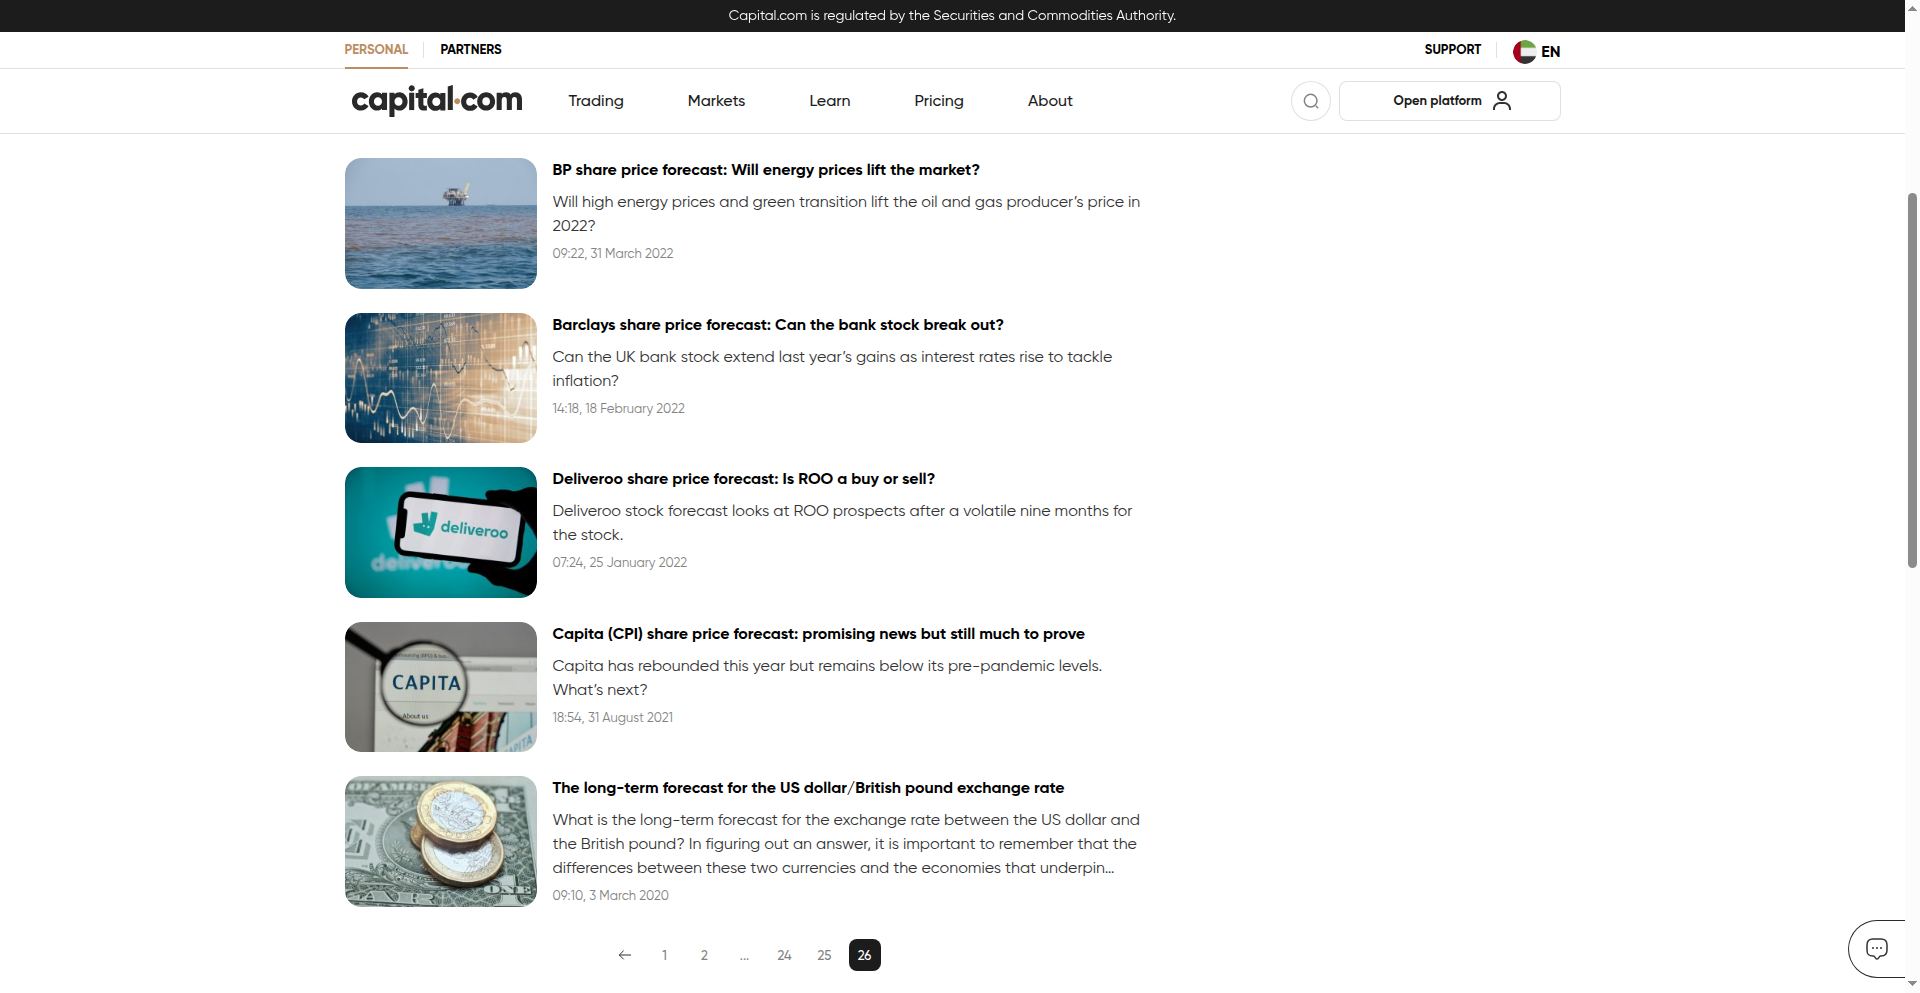 Capital.com is regulated by the Securities and Commodities Authority.
PERSONAL
PARTNERS
SUPPORT
EN
capital.com
Trading
Markets
Learn
Pricing
About
Open platform
BP share price forecast: Will energy prices lift the market?
Will high energy prices and green transition lift the oil and gas producer’s price in
2022?
09:22, 31 March 2022
Barclays share price forecast: Can the bank stock break out?
Can the UK bank stock extend last year’s gains as interest rates rise to tackle
inflation?
14:18, 18 February 2022
deliveroo
Deliveroo share price forecast: Is ROO a buy or sell?
Deliveroo stock forecast looks at ROO prospects after a volatile nine months for
the stock.
07:24, 25 January 2022
CAPITA
About us
Capita (CPI) share price forecast: promising news but still much to prove
Capita has rebounded this year but remains below its pre-pandemic levels.
What’s next?
18:54, 31 August 2021
ONE
The long-term forecast for the US dollar/British pound exchange rate
What is the long-term forecast for the exchange rate between the US dollar and
the British pound? In figuring out an answer, it is important to remember that the
differences between these two currencies and the economies that underpin...
09:10, 3 March 2020
1
2
...
24
25
26